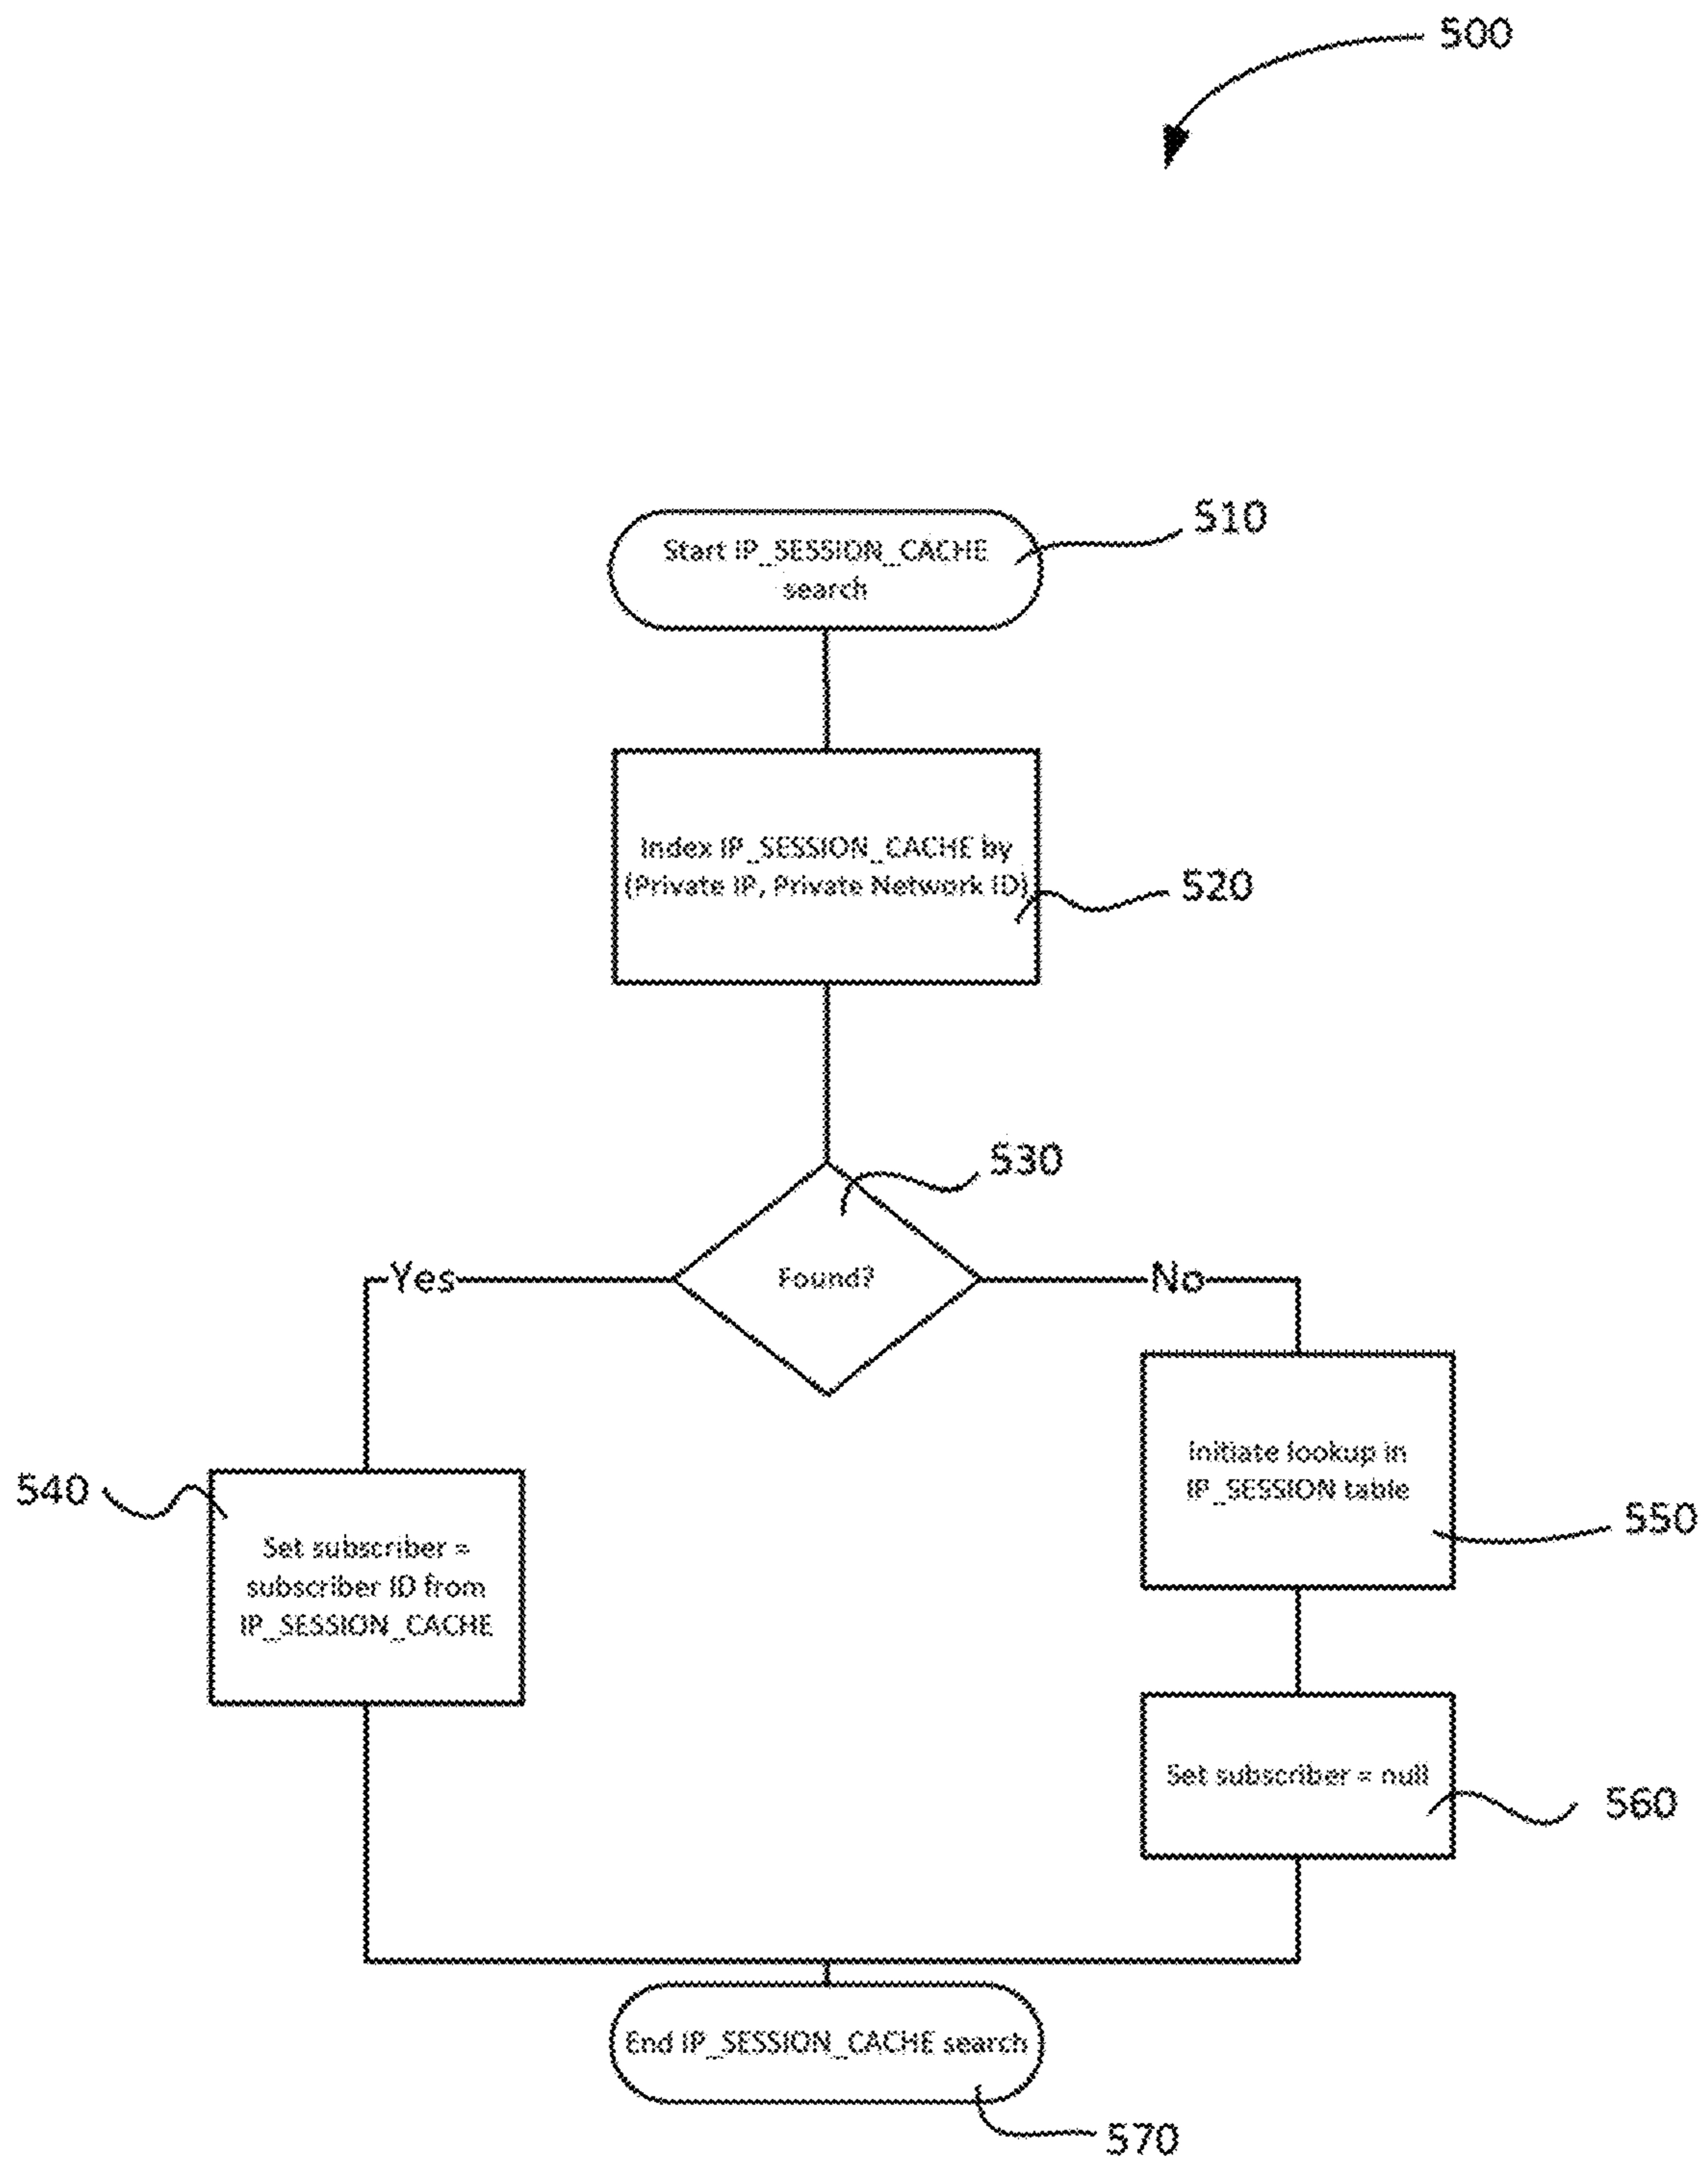 500
Start IP_SESSION_CACHE
search
510
Index IP_SESSION_CACHE by
(Private IP, Private Network ID)
520
530
Found?
Yes
No
Initiate lookup in
IP_SESSION table
550
540
Set subscriber =
subscriber ID from
IP_SESSION_CACHE
Set subscriber = null
560
End IP_SESSION_CACHE search
570